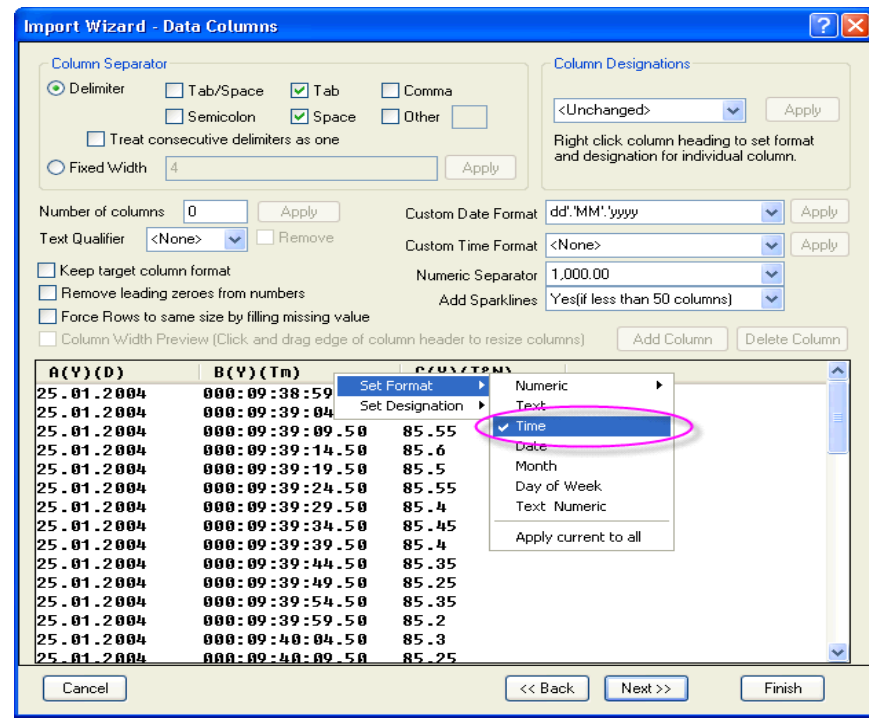 Import Wizard - Data Columns
Column Separator
Delimiter Tab/Space Tab Comma
Semicolon Space Other
Treat consecutive delimiters as one
Fixed Width 4 Apply
Column Designations
<Unchanged> Apply
Right click column heading to set format
and designation for individual column.
Number of columns 0 Apply
Text Qualifier <None> Remove
Keep target column format
Remove leading zeroes from numbers
Force Rows to same size by filling missing value
Custom Date Format dd'.'MM'.'yyyy Apply
Custom Time Format <None> Apply
Numeric Separator 1,000.00
Add Sparklines Yes(if less than 50 columns)
Column Width Preview (Click and drag edge of column header to resize columns) Add Column Delete Column
A(Y)(D) B(Y)(Tm) C(Y)(T&N)
25.01.2004 000:09:38:59
25.01.2004 000:09:39:04
25.01.2004 000:09:39:09.50 85.55
25.01.2004 000:09:39:14.50 85.6
25.01.2004 000:09:39:19.50 85.5
25.01.2004 000:09:39:24.50 85.55
25.01.2004 000:09:39:29.50 85.4
25.01.2004 000:09:39:34.50 85.45
25.01.2004 000:09:39:39.50 85.4
25.01.2004 000:09:39:44.50 85.35
25.01.2004 000:09:39:49.50 85.25
25.01.2004 000:09:39:54.50 85.35
25.01.2004 000:09:39:59.50 85.2
25.01.2004 000:09:40:04.50 85.3
25.01.2004 000:09:40:09.50 85.25
Set Format
Set Designation
Numeric
Text
Time
Date
Month
Day of Week
Text Numeric
Apply current to all
Cancel << Back Next >> Finish